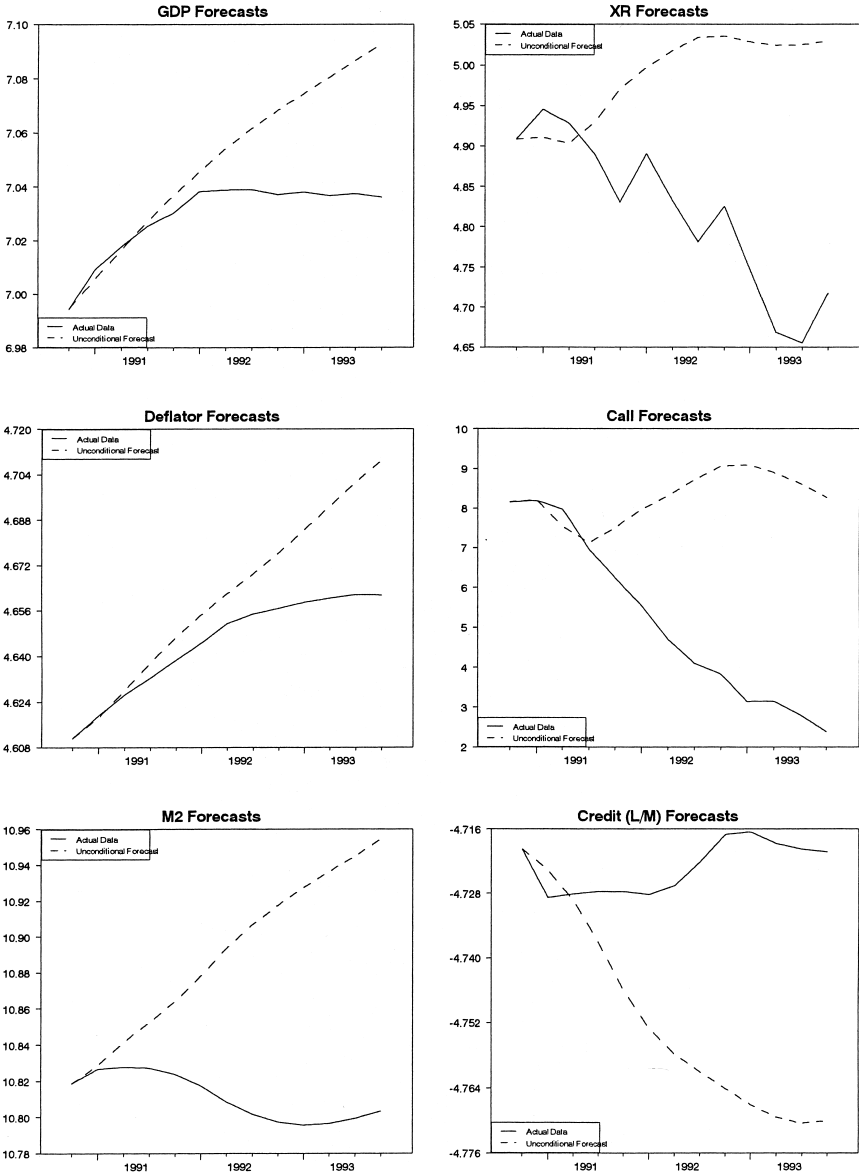 GDP Forecasts
7.10
7.08
7.06
7.04
7.02
7.00
6.98
Actual Data
Unconditional Forecast
1991 1992 1993
XR Forecasts
5.05
5.00
4.95
4.90
4.85
4.80
4.75
4.70
4.65
Actual Data
Unconditional Forecast
1991 1992 1993
Deflator Forecasts
4.720
4.704
4.688
4.672
4.656
4.640
4.624
4.608
Actual Data
Unconditional Forecast
1991 1992 1993
Call Forecasts
10
9
8
7
6
5
4
3
2
Actual Data
Unconditional Forecast
1991 1992 1993
M2 Forecasts
10.96
10.94
10.92
10.90
10.88
10.86
10.84
10.82
10.80
10.78
Actual Data
Unconditional Forecast
1991 1992 1993
Credit (L/M) Forecasts
-4.716
-4.728
-4.740
-4.752
-4.764
-4.776
Actual Data
Unconditional Forecast
1991 1992 1993